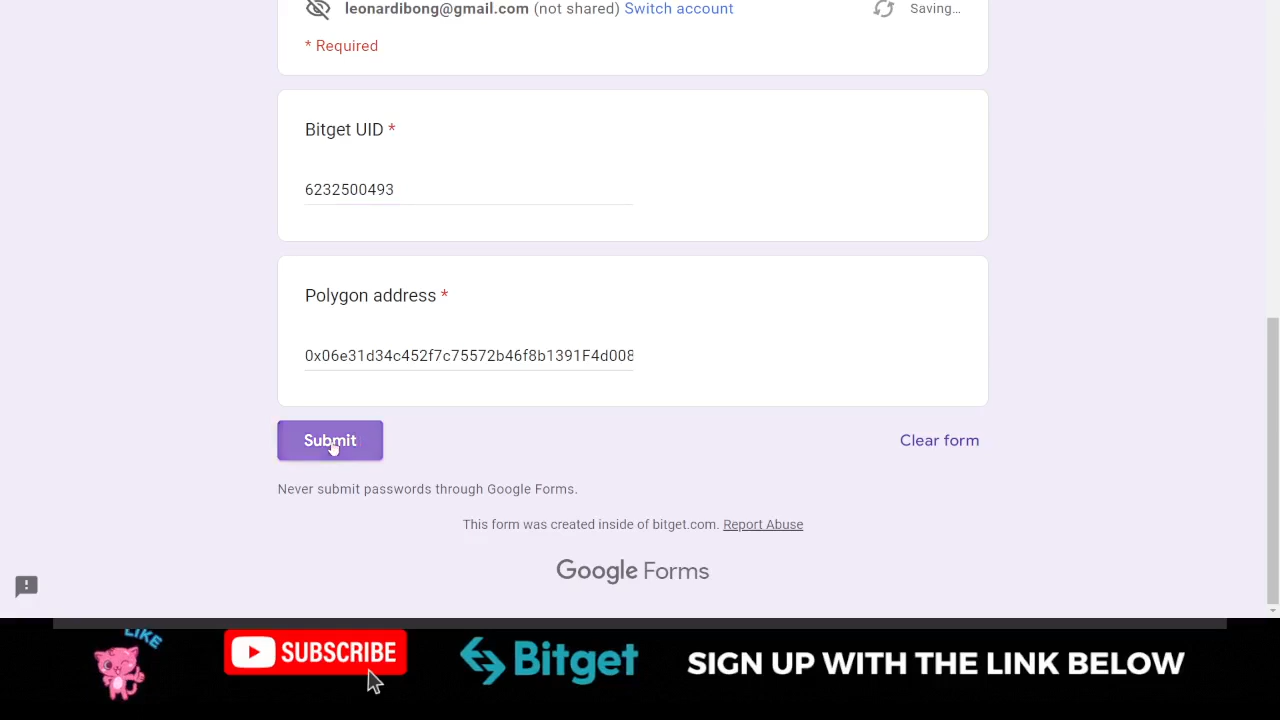 leonardibong@gmail.com (not shared) Switch account Saving...
* Required
Bitget UID *
6232500493
Polygon address *
0x06e31d34c452f7c75572b46f8b1391F4d008
Submit
Clear form
Never submit passwords through Google Forms.
This form was created inside of bitget.com. Report Abuse
Google Forms
LIKE
SUBSCRIBE
Bitget
SIGN UP WITH THE LINK BELOW